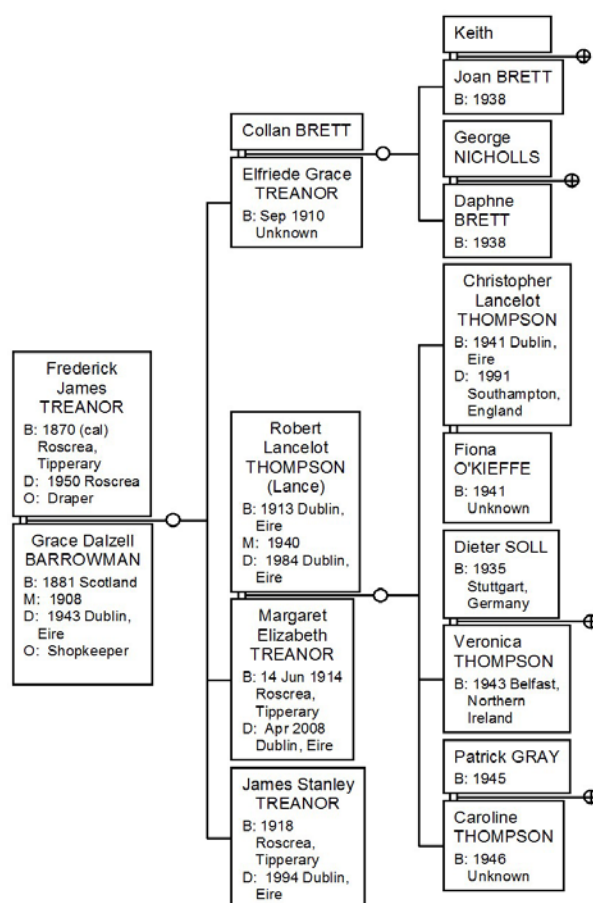 Frederick
James
TREANOR
B: 1870 (cal)
Roscrea,
Tipperary
D: 1950 Roscrea
O: Draper
Grace Dalzell
BARROWMAN
B: 1881 Scotland
M: 1908
D: 1943 Dublin,
Eire
O: Shopkeeper
Collan BRETT
Elfriede Grace
TREANOR
B: Sep 1910
Unknown
Robert
Lancelot
THOMPSON
(Lance)
B: 1913 Dublin,
Eire
M: 1940
D: 1984 Dublin,
Eire
Margaret
Elizabeth
TREANOR
B: 14 Jun 1914
Roscrea,
Tipperary
D: Apr 2008
Dublin, Eire
James Stanley
TREANOR
B: 1918
Roscrea,
Tipperary
D: 1994 Dublin,
Eire
Keith
Joan BRETT
B: 1938
George
NICHOLLS
Daphne
BRETT
B: 1938
Christopher
Lancelot
THOMPSON
B: 1941 Dublin,
Eire
D: 1991
Southampton,
England
Fiona
O'KIEFFE
B: 1941
Unknown
Dieter SOLL
B: 1935
Stuttgart,
Germany
Veronica
THOMPSON
B: 1943 Belfast,
Northern
Ireland
Patrick GRAY
B: 1945
Caroline
THOMPSON
B: 1946
Unknown